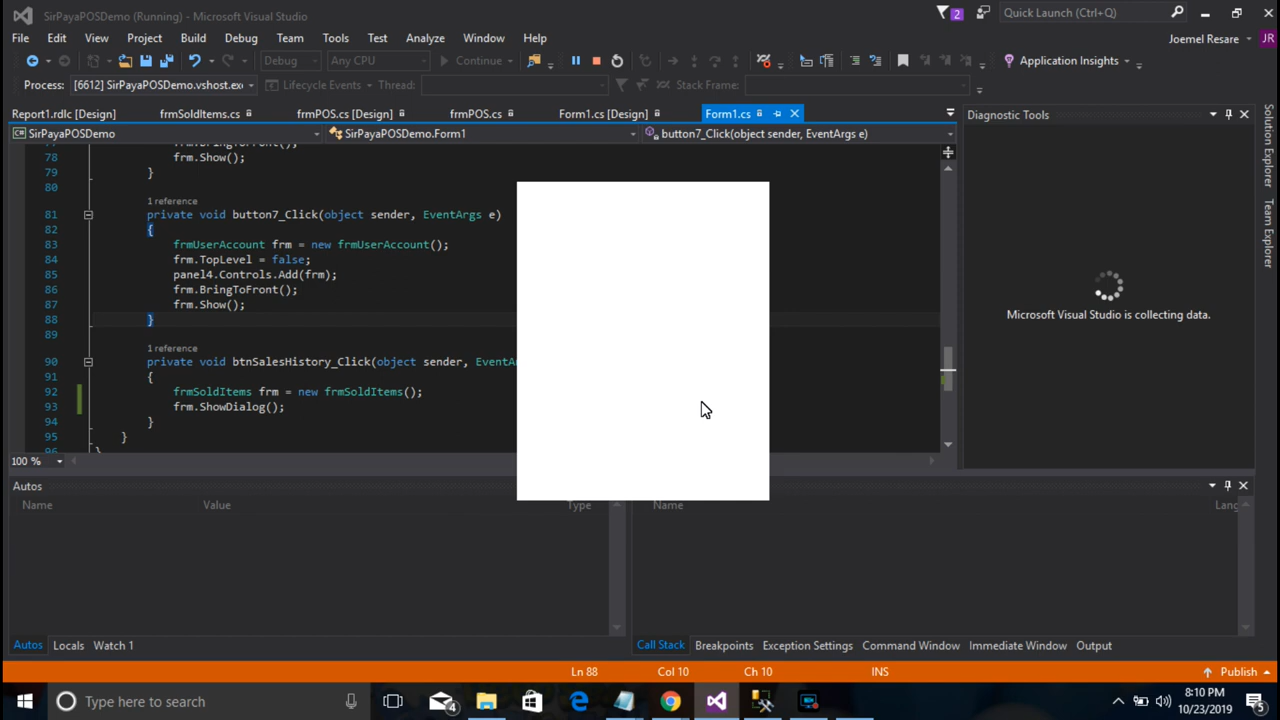 SirPayaPOSDemo (Running) - Microsoft Visual Studio
2
Quick Launch (Ctrl+Q)
File Edit View Project Build Debug Team Tools Test Analyze Window Help
Joemel Resare JR
Debug Any CPU Continue Application Insights
Process: [6612] SirPayaPOSDemo.vshost.exe Lifecycle Events Thread: Stack Frame:
Report1.rdlc [Design] frmSoldItems.cs frmPOS.cs [Design] frmPOS.cs Form1.cs [Design] Form1.cs
Diagnostic Tools
SirPayaPOSDemo SirPayaPOSDemo.Form1 button7_Click(object sender, EventArgs e)
77 frm.BringToFront();
78 frm.Show();
79 }
80
1 reference
81 private void button7_Click(object sender, EventArgs e)
82 {
83 frmUserAccount frm = new frmUserAccount();
84 frm.TopLevel = false;
85 panel4.Controls.Add(frm);
86 frm.BringToFront();
87 frm.Show();
88 }
89
1 reference
90 private void btnSalesHistory_Click(object sender, EventA
91 {
92 frmSoldItems frm = new frmSoldItems();
93 frm.ShowDialog();
94 }
95 }
96 }
Microsoft Visual Studio is collecting data.
Solution Explorer
Team Explorer
100 %
Autos
Name Value Type
Name Lang
Autos Locals Watch 1
Call Stack Breakpoints Exception Settings Command Window Immediate Window Output
Ln 88 Col 10 Ch 10 INS Publish
Type here to search
4
8:10 PM
10/23/2019
5